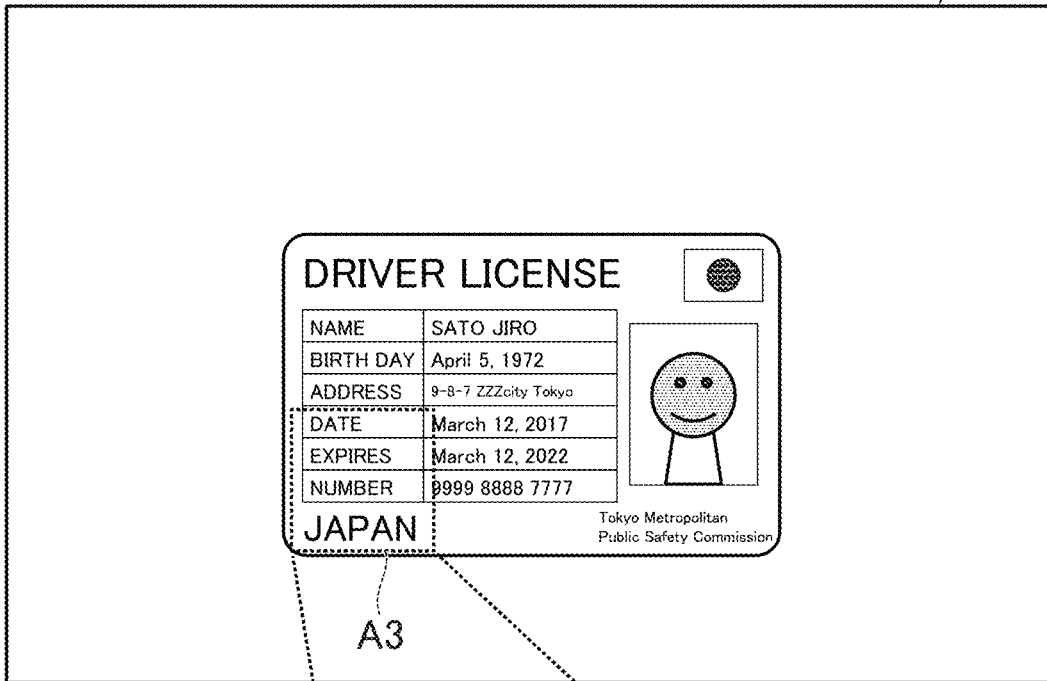 DRIVER LICENSE
NAME SATO JIRO
BIRTH DAY April 5, 1972
ADDRESS 9-8-7 ZZZcity Tokyo
DATE March 12, 2017
EXPIRES March 12, 2022
NUMBER 9999 8888 7777
JAPAN
Tokyo Metropolitan
Public Safety Commission
A3